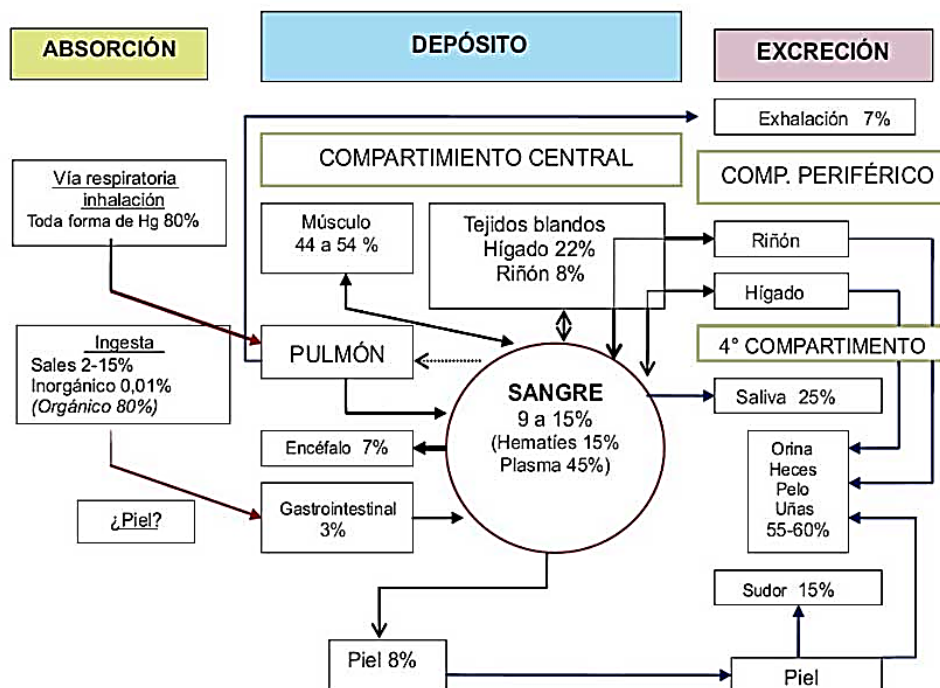 ABSORCIÓN
DEPÓSITO
EXCRECIÓN
Exhalación 7%
COMPARTIMIENTO CENTRAL
COMP. PERIFÉRICO
Vía respiratoria
inhalación
Toda forma de Hg 80%
Músculo
44 a 54 %
Tejidos blandos
Hígado 22%
Riñón 8%
Riñón
Hígado
Ingesta
Sales 2-15%
Inorgánico 0,01%
(Orgánico 80%)
PULMÓN
4° COMPARTIMENTO
SANGRE
9 a 15%
(Hematíes 15%
Plasma 45%)
Saliva 25%
Encéfalo 7%
Orina
Heces
Pelo
Uñas
55-60%
¿Piel?
Gastrointestinal
3%
Sudor 15%
Piel 8%
Piel